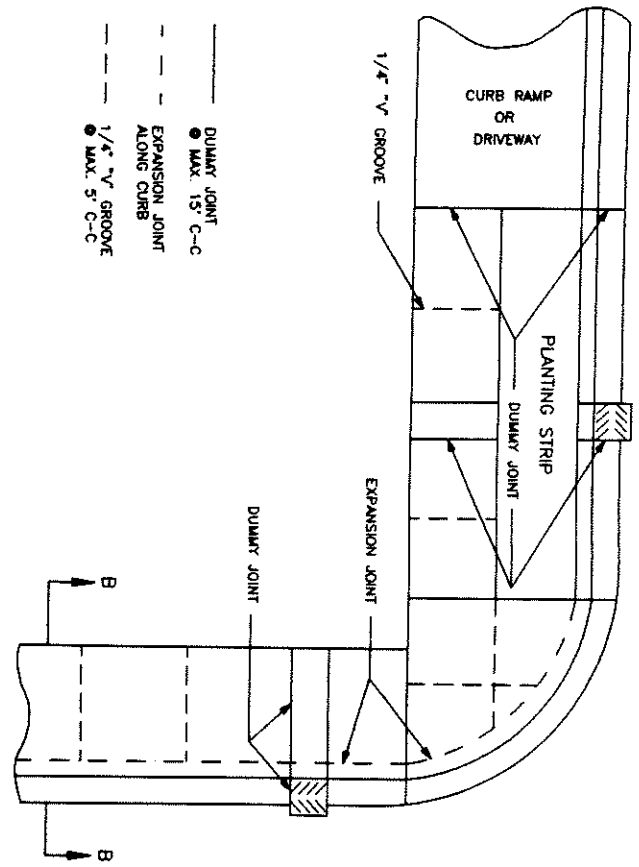 CURB RAMP
OR
DRIVEWAY
1/4" "V" GROOVE
PLANTING STRIP
DUMMY JOINT
EXPANSION JOINT
DUMMY JOINT
DUMMY JOINT
@ MAX. 15' C-C
EXPANSION JOINT
ALONG CURB
1/4" "V" GROOVE
@ MAX. 5' C-C
B
B